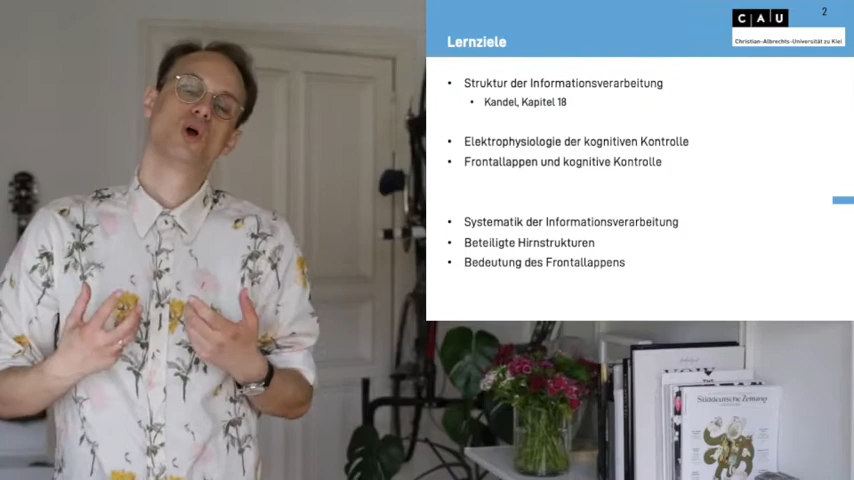 2
C A U
Christian-Albrechts-Universität zu Kiel
Lernziele
• Struktur der Informationsverarbeitung
• Kandel, Kapitel 18
• Elektrophysiologie der kognitiven Kontrolle
• Frontallappen und kognitive Kontrolle
• Systematik der Informationsverarbeitung
• Beteiligte Hirnstrukturen
• Bedeutung des Frontallappens
Süddeutsche Zeitung